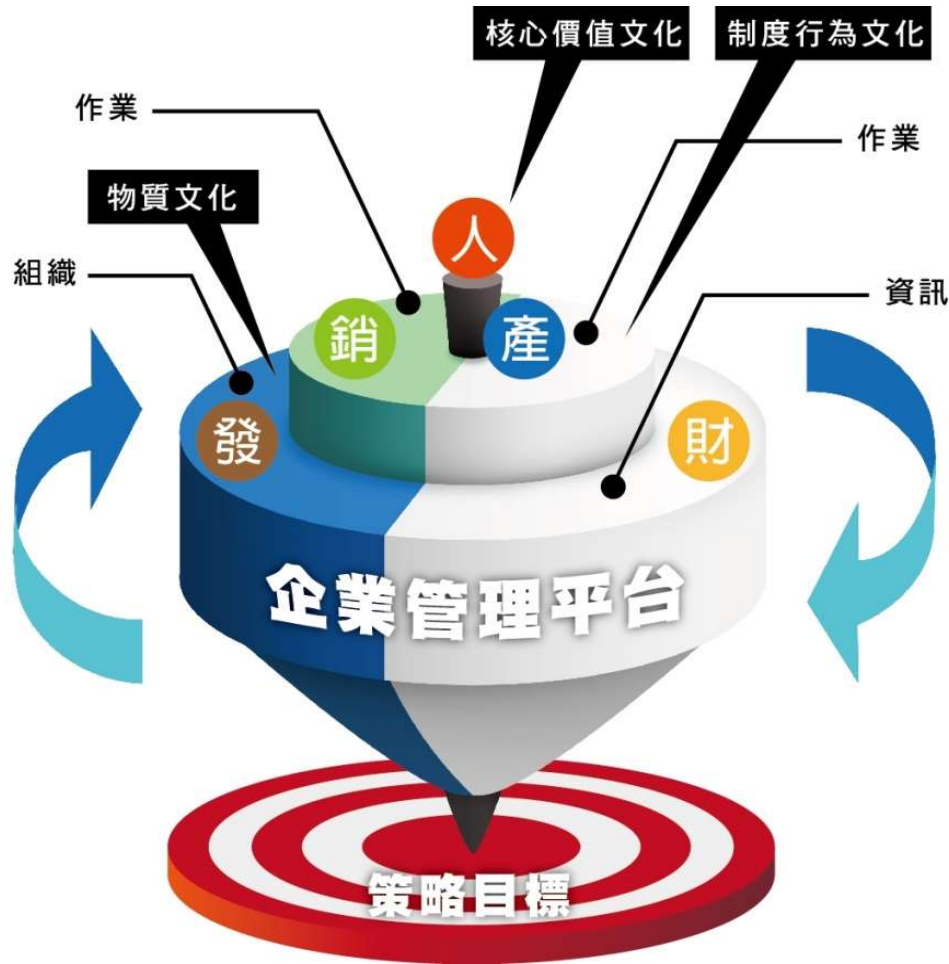 核心價值文化
制度行為文化
作業
作業
物質文化
人
組織
資訊
銷
產
發
財
企業管理平台
策略目標